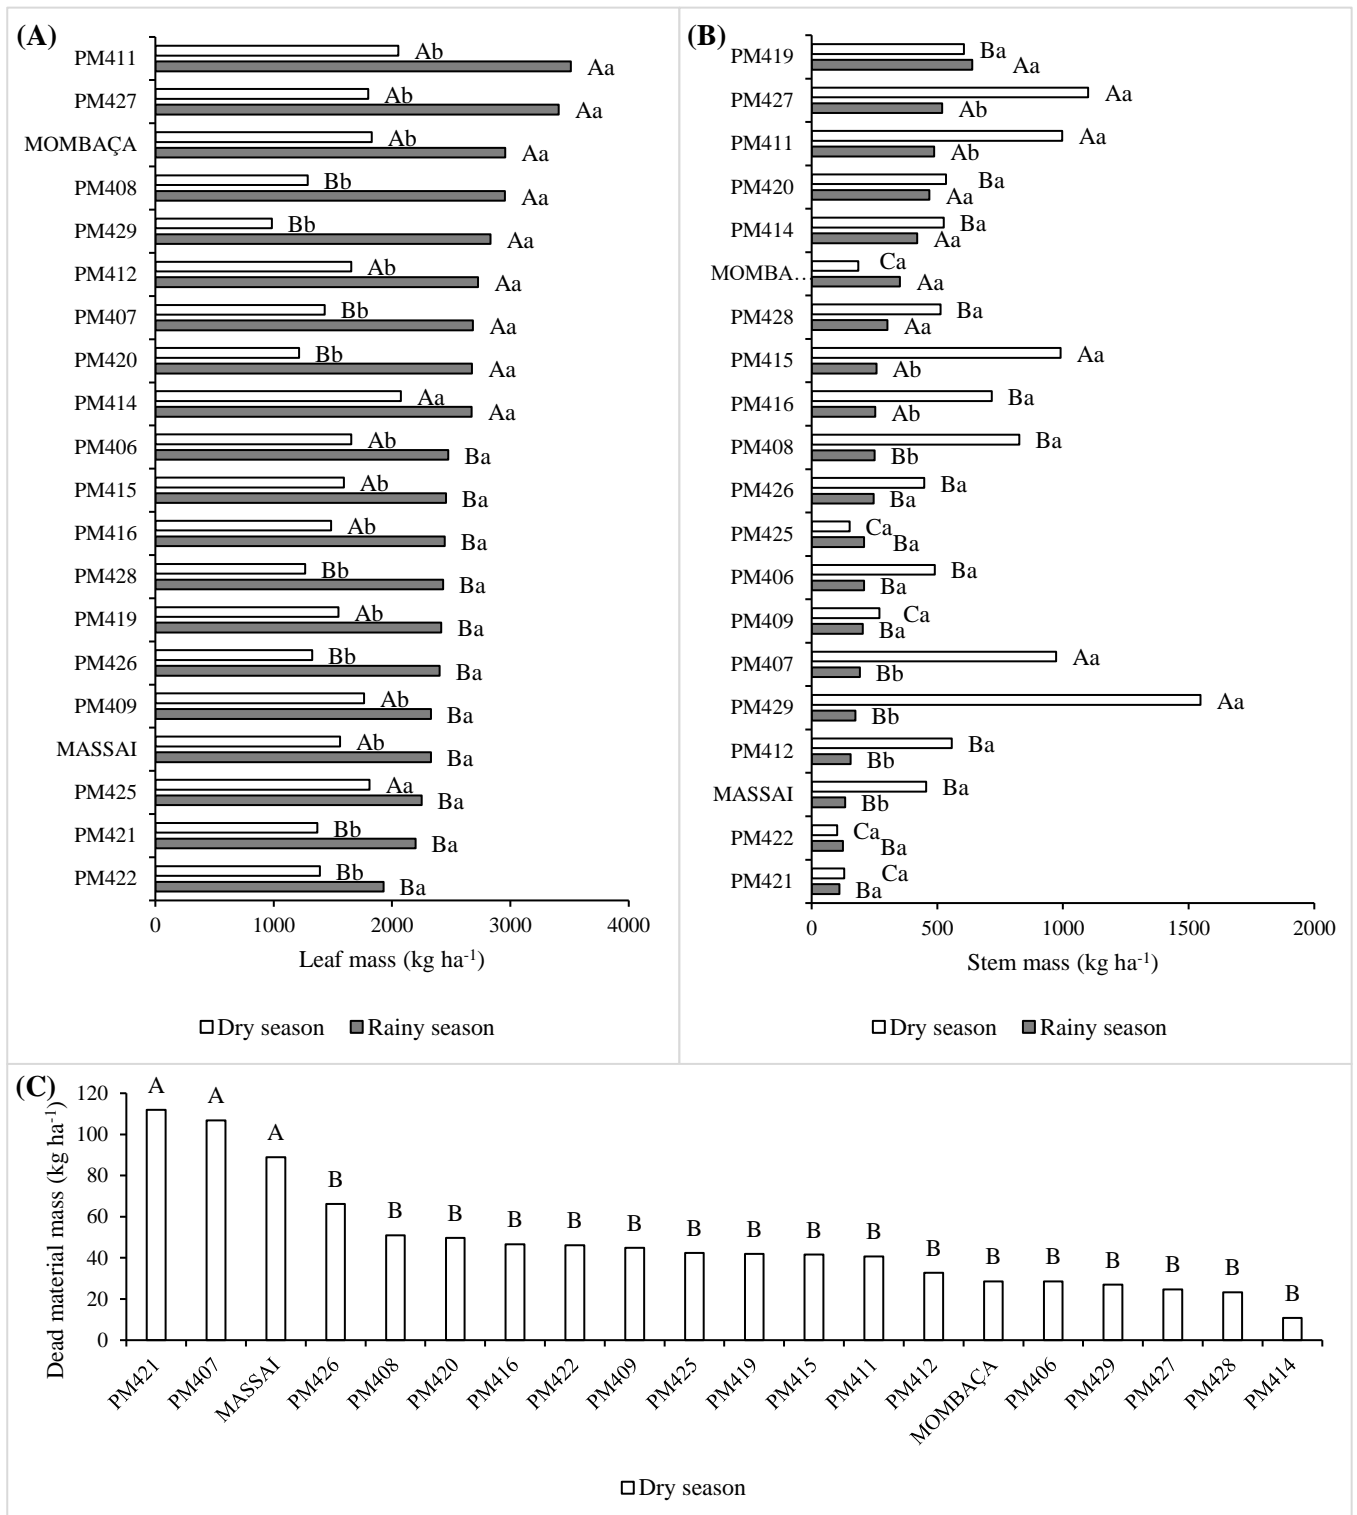 (A)
PM411
Ab
Aa
PM427
Ab
Aa
MOMBAÇA
Ab
Aa
PM408
Bb
Aa
PM429
Bb
Aa
PM412
Ab
Aa
PM407
Bb
Aa
PM420
Bb
Aa
PM414
Aa
Aa
PM406
Ab
Ba
PM415
Ab
Ba
PM416
Ab
Ba
PM428
Bb
Ba
PM419
Ab
Ba
PM426
Bb
Ba
PM409
Ab
Ba
MASSAI
Ab
Ba
PM425
Aa
Ba
PM421
Bb
Ba
PM422
Bb
Ba
0 1000 2000 3000 4000
Leaf mass (kg ha-1)
Dry season Rainy season
(B)
PM419
Ba
Aa
PM427
Aa
Ab
PM411
Aa
Ab
PM420
Ba
Aa
PM414
Ba
Aa
MOMBA…
Ca
Aa
PM428
Ba
Aa
PM415
Aa
Ab
PM416
Ba
Ab
PM408
Ba
Bb
PM426
Ba
Ba
PM425
Ca
Ba
PM406
Ba
Ba
PM409
Ca
Ba
PM407
Aa
Bb
PM429
Aa
Bb
PM412
Ba
Bb
MASSAI
Ba
Bb
PM422
Ca
Ba
PM421
Ca
Ba
0 500 1000 1500 2000
Stem mass (kg ha-1)
Dry season Rainy season
(C)
Dead material mass (kg ha-1)
120
100
80
60
40
20
0
A A A B B B B B B B B B B B B B B B B B
PM421 PM407 MASSAI PM426 PM408 PM420 PM416 PM422 PM409 PM425 PM419 PM415 PM411 PM412 MOMBAÇA PM406 PM429 PM427 PM428 PM414
Dry season